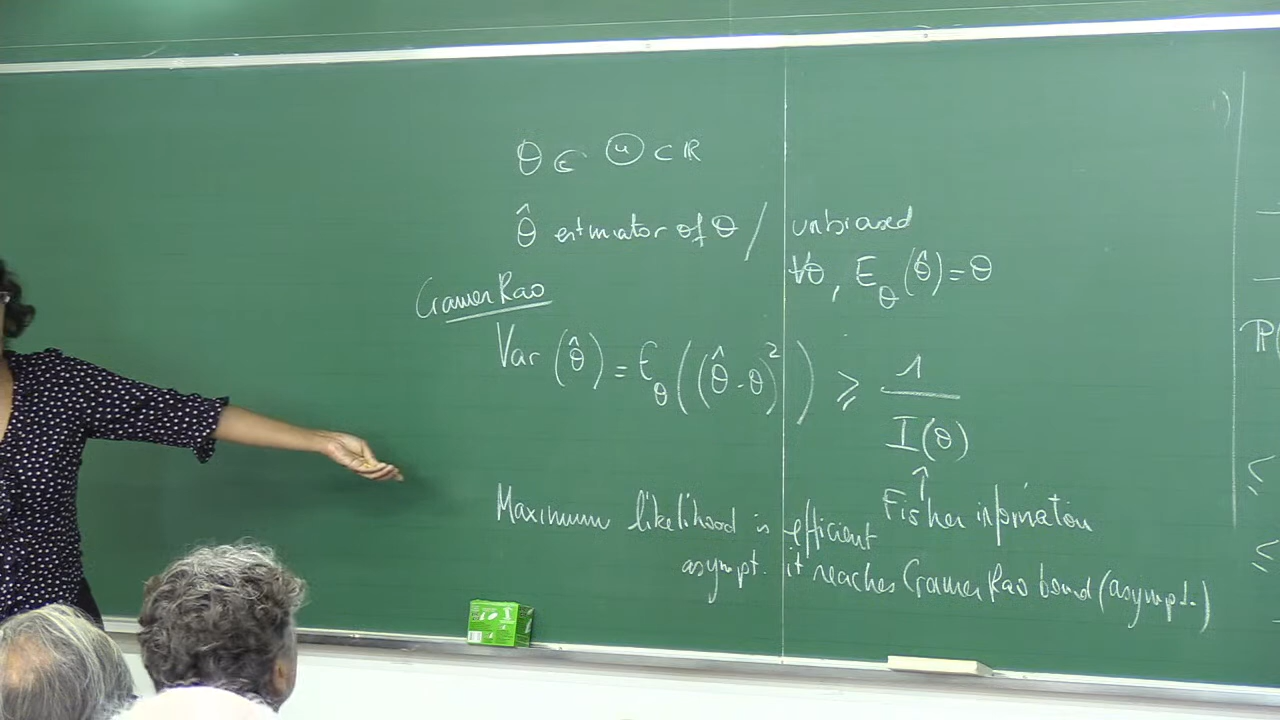 θ ∈ Θ ⊂ ℝ
θ̂ estimator of θ / unbiased
∀θ, E_θ(θ̂) = θ
Cramer Rao
Var (θ̂) = E_θ((θ̂ - θ)²) ≥ 1 / I(θ)
↑
Fisher information
Maximum likelihood is efficient
asympt. it reaches Cramer Rao bound (asympt.)
)
ℙ(
≤
≤